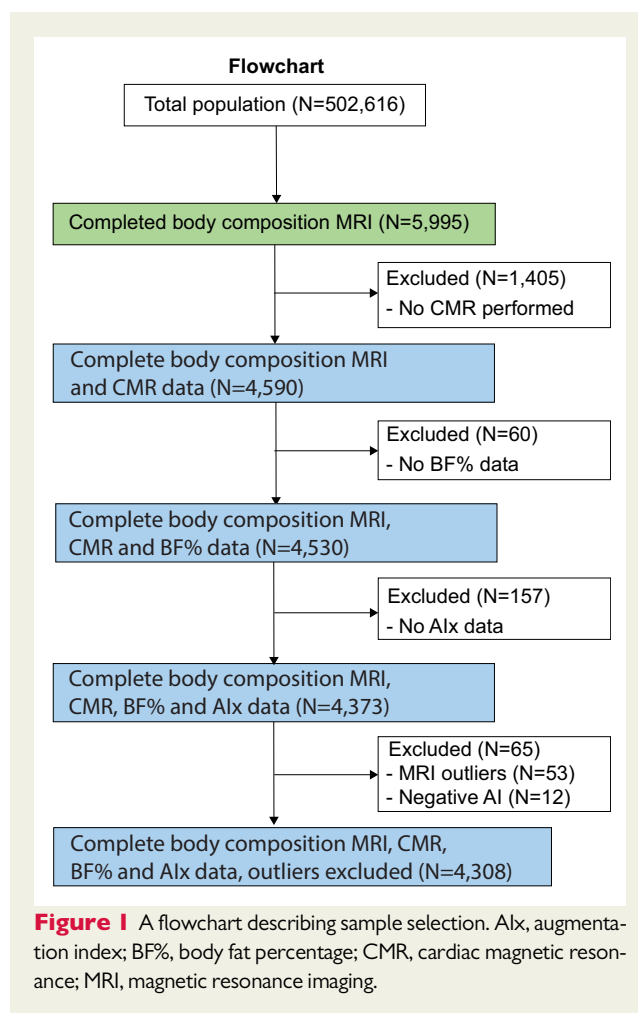 Flowchart
Total population (N=502,616)
Completed body composition MRI (N=5,995)
Excluded (N=1,405)
- No CMR performed
Complete body composition MRI
and CMR data (N=4,590)
Excluded (N=60)
- No BF% data
Complete body composition MRI,
CMR and BF% data (N=4,530)
Excluded (N=157)
- No AIx data
Complete body composition MRI,
CMR, BF% and AIx data (N=4,373)
Excluded (N=65)
- MRI outliers (N=53)
- Negative AI (N=12)
Complete body composition MRI, CMR,
BF% and AIx data, outliers excluded (N=4,308)
Figure 1 A flowchart describing sample selection. AIx, augmenta-
tion index; BF%, body fat percentage; CMR, cardiac magnetic reson-
ance; MRI, magnetic resonance imaging.